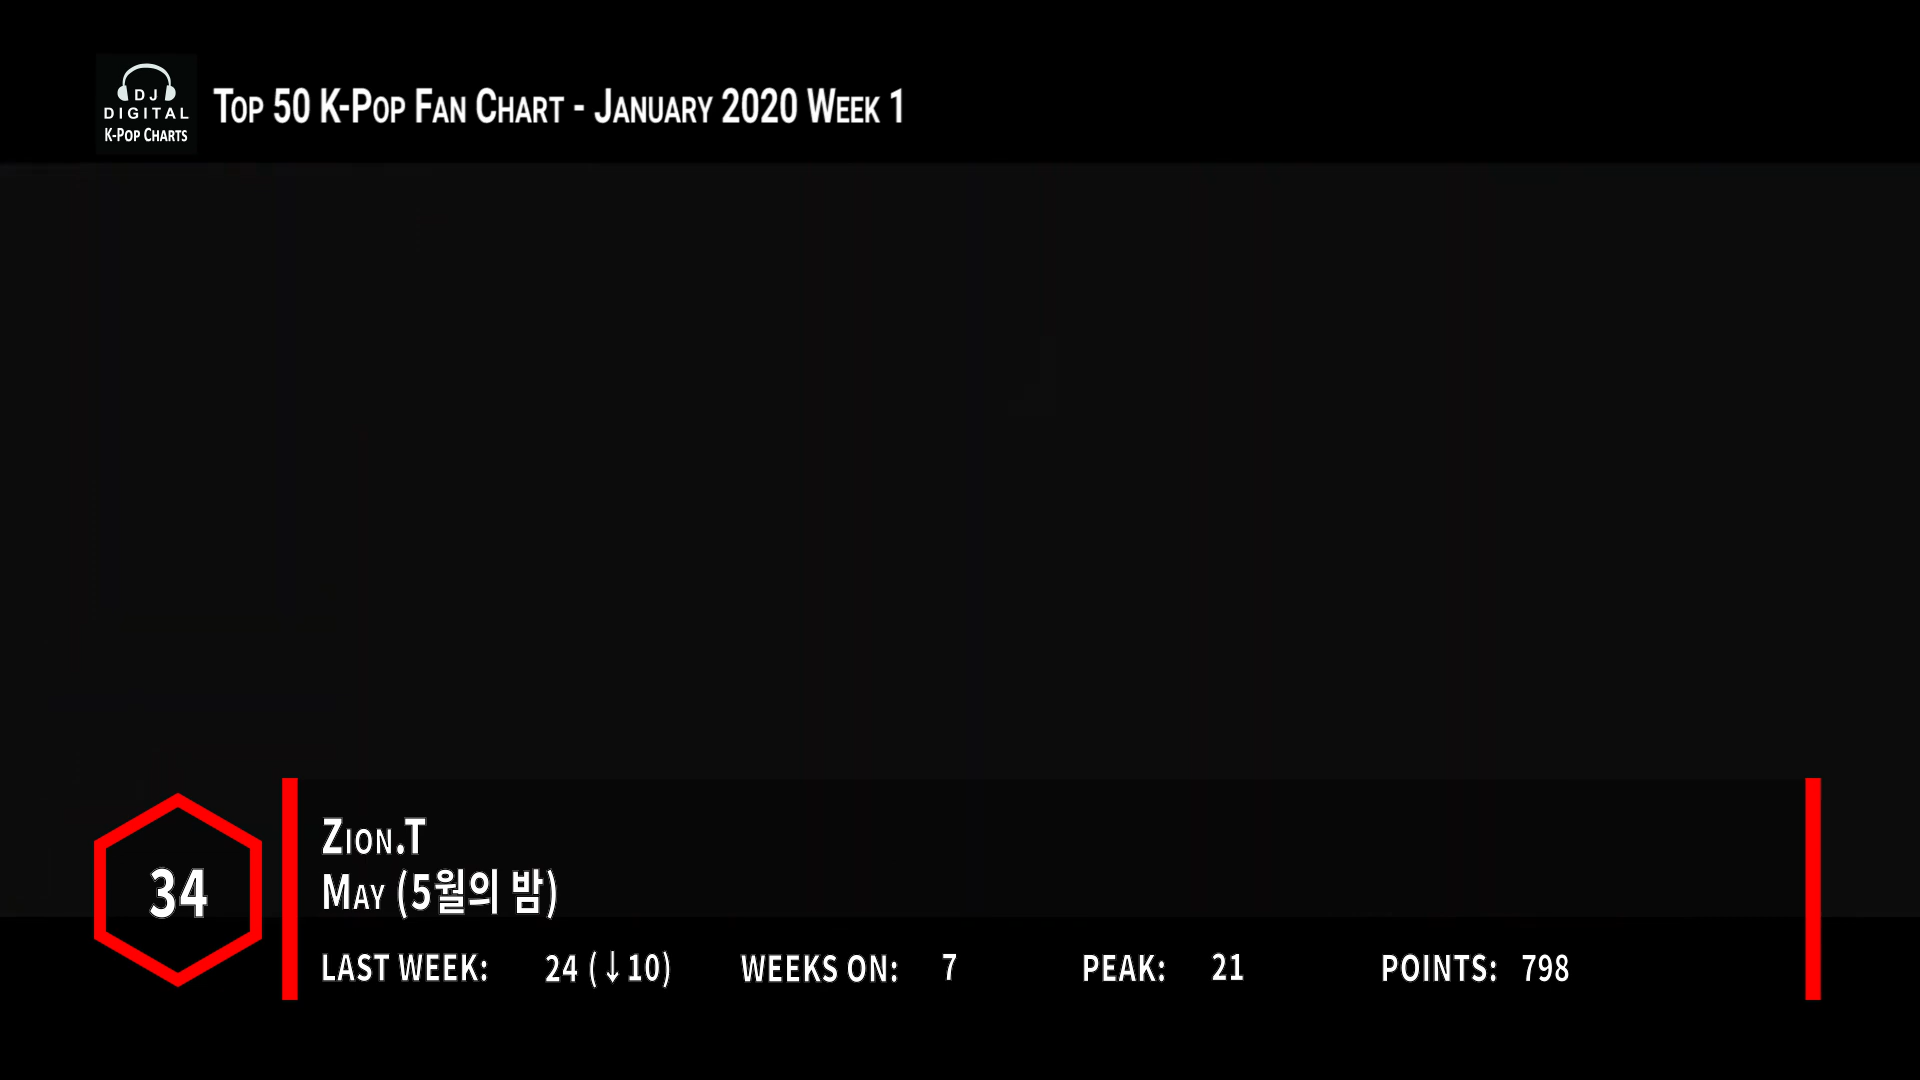 DJ
DIGITAL
K-Pop Charts
Top 50 K-Pop Fan Chart - January 2020 Week 1
34
Zion.T
May (5월의 밤)
LAST WEEK: 24 (↓10) WEEKS ON: 7 PEAK: 21 POINTS: 798